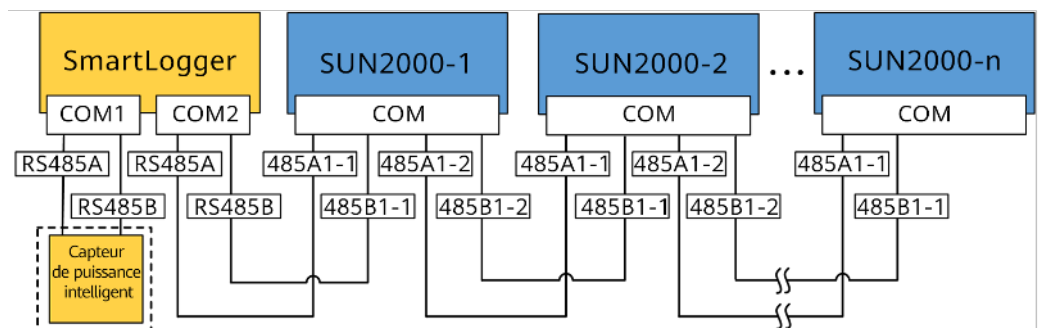 SmartLogger
SUN2000-1
SUN2000-2
...
SUN2000-n
COM1
COM2
COM
COM
COM
RS485A
RS485A
485A1-1
485A1-2
485A1-1
485A1-2
485A1-1
RS485B
RS485B
485B1-1
485B1-2
485B1-1
485B1-2
485B1-1
Capteur
de puissance
intelligent